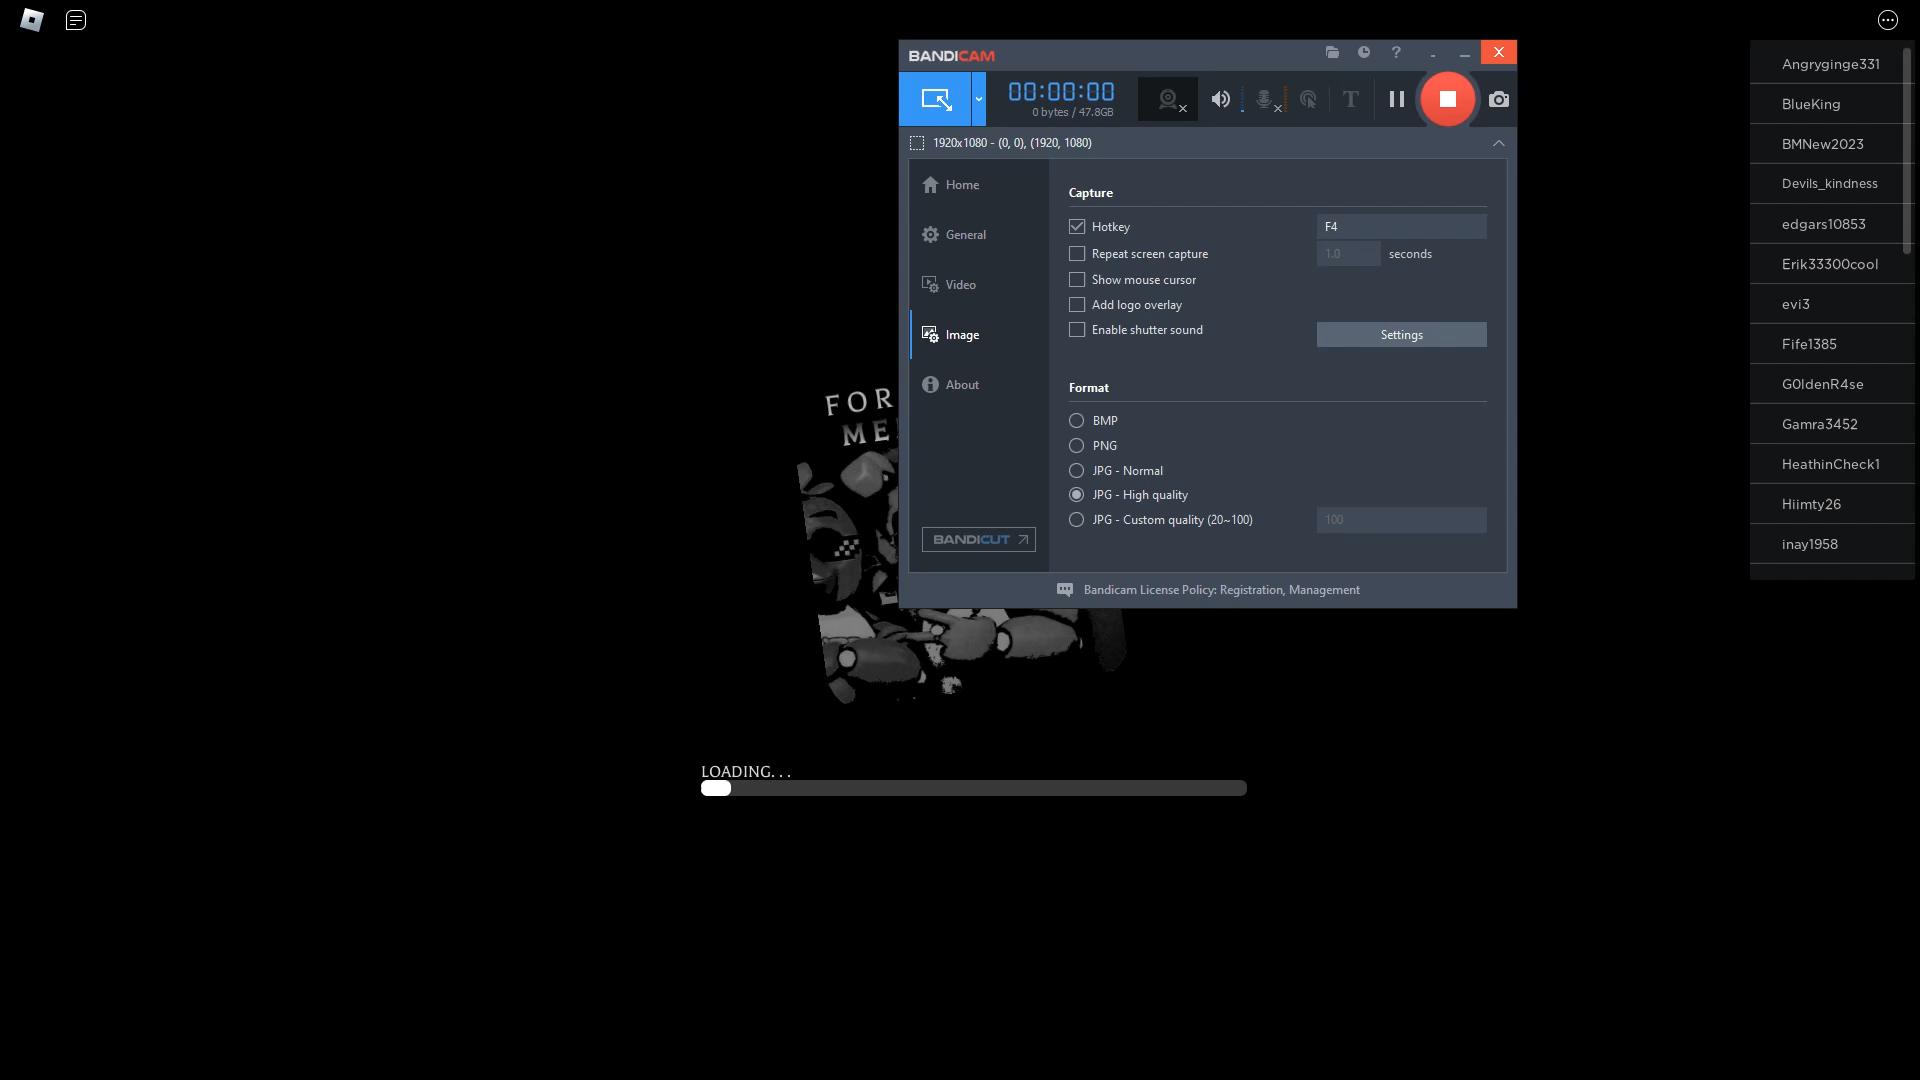 BANDICAM
00:00:00
0 bytes / 47.8GB
1920x1080 - (0, 0), (1920, 1080)
Home
General
Video
Image
About
BANDICUT
Capture
Hotkey F4
Repeat screen capture 1.0 seconds
Show mouse cursor
Add logo overlay
Enable shutter sound Settings
Format
BMP
PNG
JPG - Normal
JPG - High quality
JPG - Custom quality (20~100) 100
Bandicam License Policy: Registration, Management
FOR
ME
LOADING. . .
Angryginge331
BlueKing
BMNew2023
Devils_kindness
edgars10853
Erik33300cool
evi3
Fife1385
G0ldenR4se
Gamra3452
HeathinCheck1
Hiimty26
inay1958